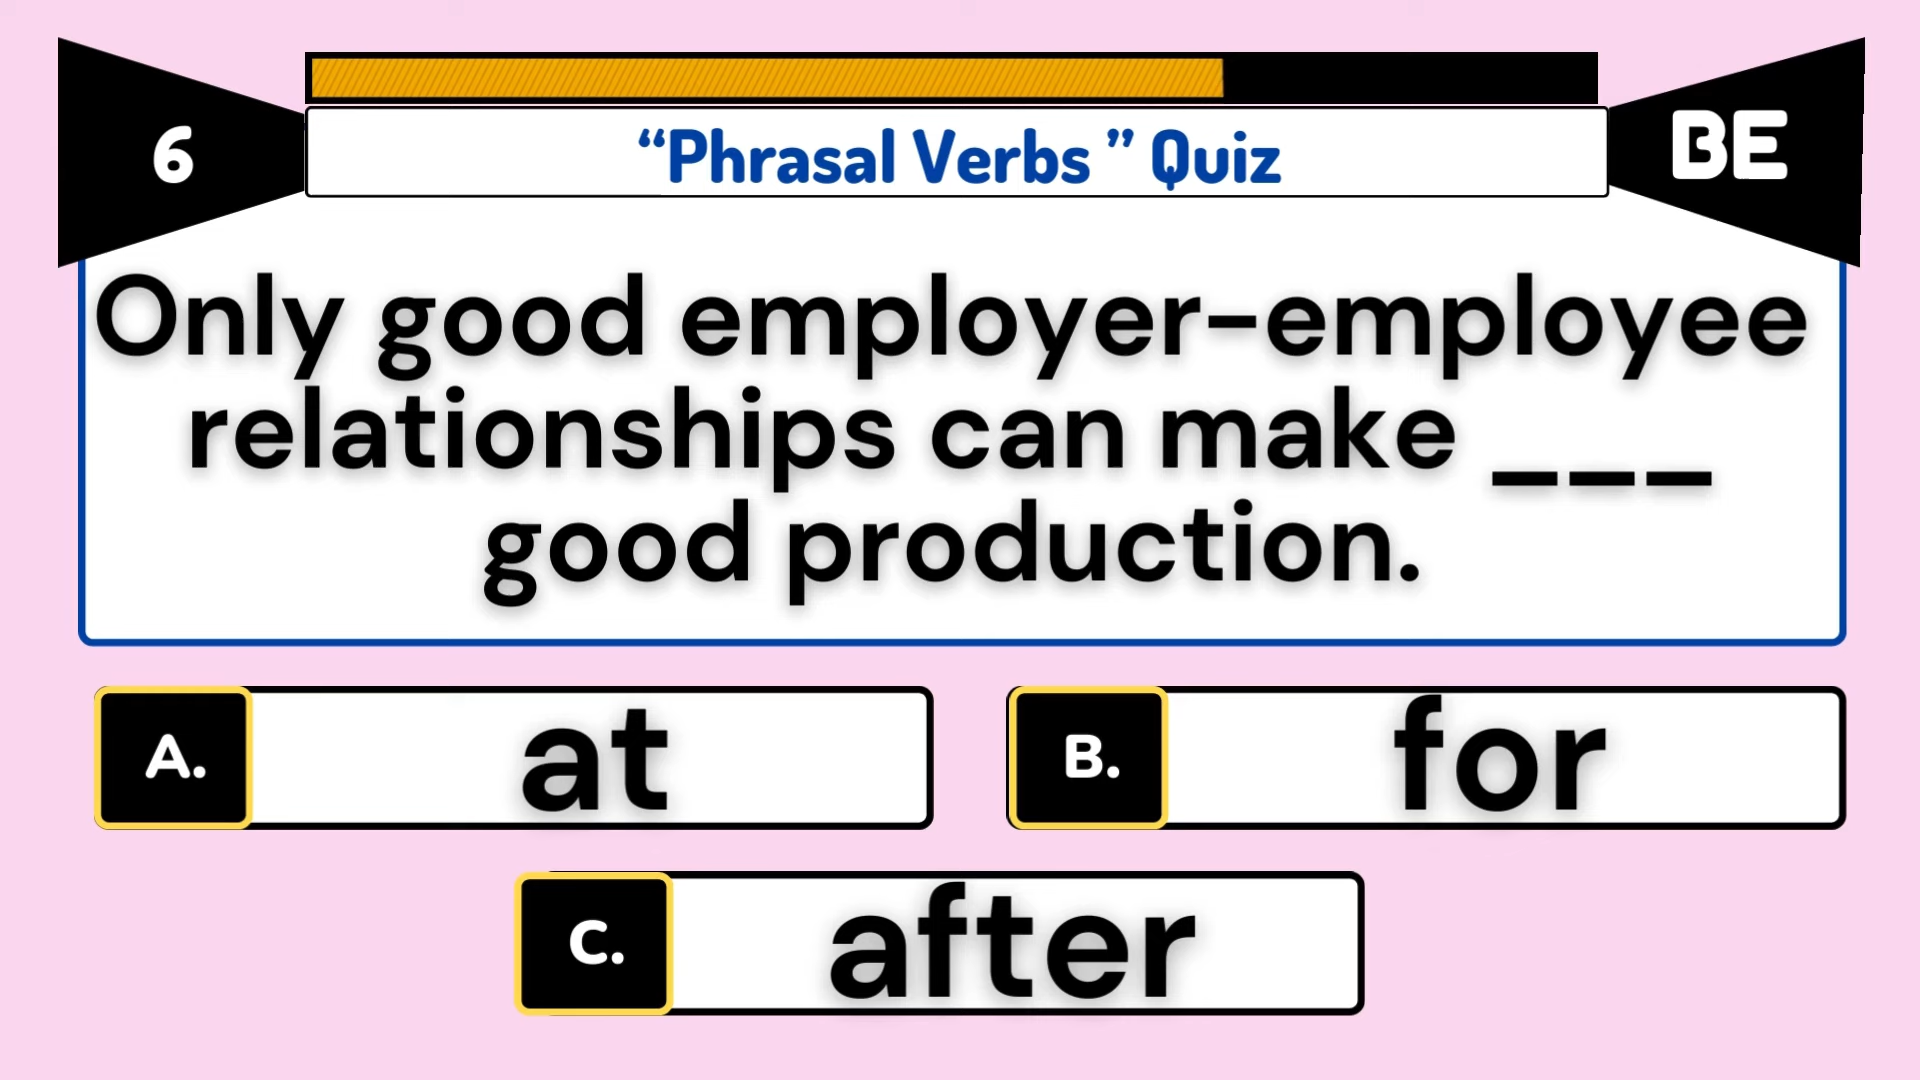 6
“Phrasal Verbs ” Quiz
BE
Only good employer-employee
relationships can make ___
good production.
A.
at
B.
for
C.
after